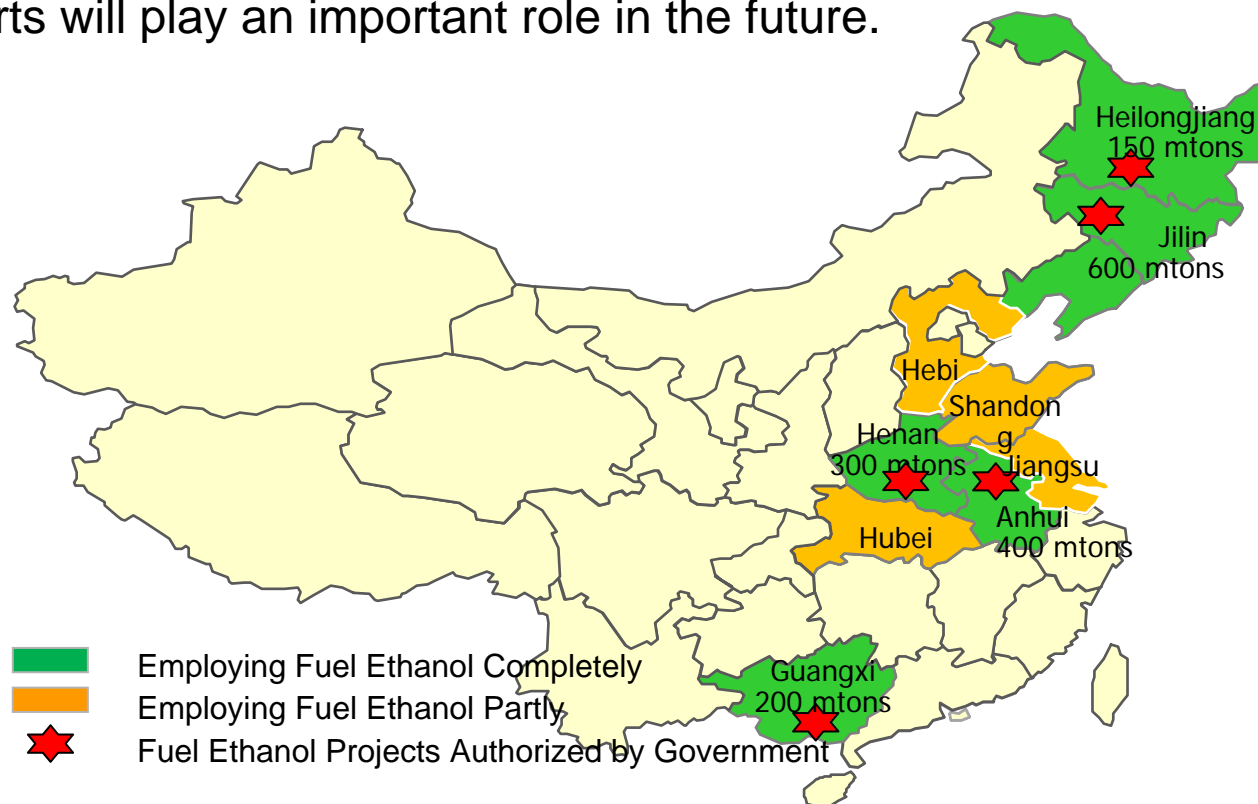 rts will play an important role in the future.
Heilongjiang
150 mtons
Jilin
600 mtons
Hebi
Shandon
g
Henan
300 mtons
Jiangsu
Anhui
400 mtons
Hubei
Guangxi
200 mtons
Employing Fuel Ethanol Completely
Employing Fuel Ethanol Partly
Fuel Ethanol Projects Authorized by Government